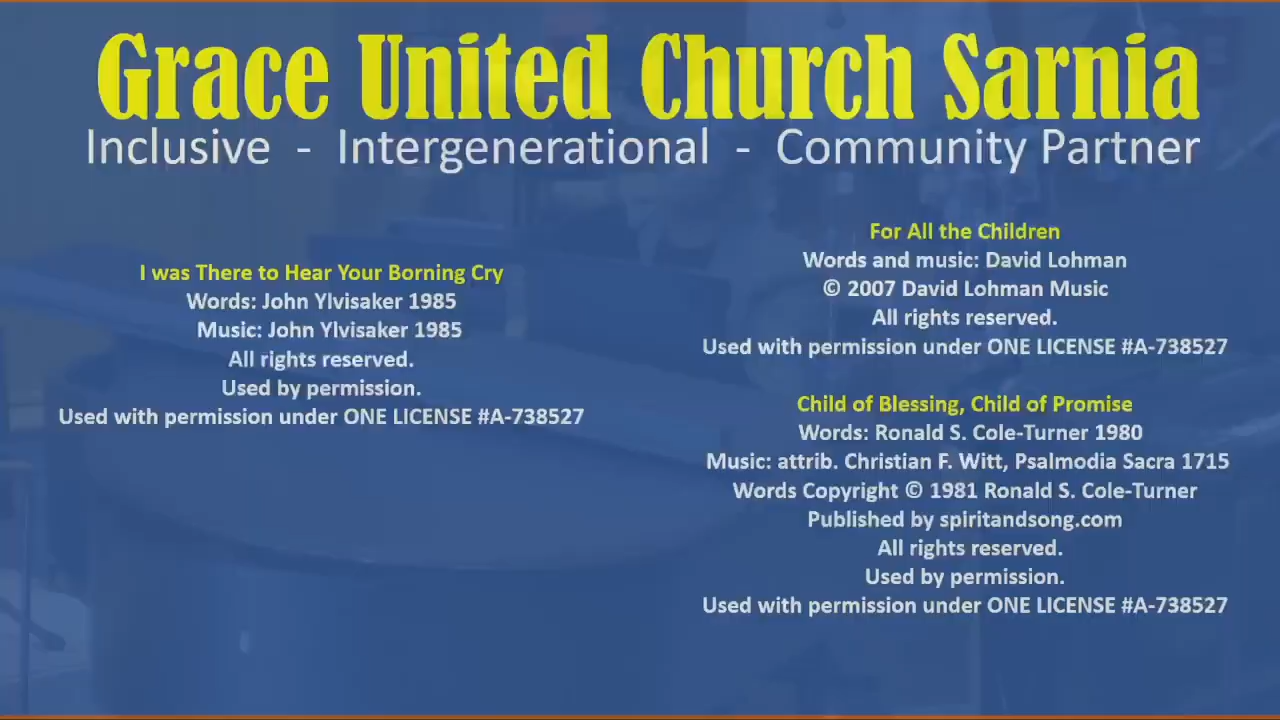 Grace United Church Sarnia
Inclusive - Intergenerational - Community Partner
I was There to Hear Your Borning Cry
Words: John Ylvisaker 1985
Music: John Ylvisaker 1985
All rights reserved.
Used by permission.
Used with permission under ONE LICENSE #A-738527
For All the Children
Words and music: David Lohman
© 2007 David Lohman Music
All rights reserved.
Used with permission under ONE LICENSE #A-738527
Child of Blessing, Child of Promise
Words: Ronald S. Cole-Turner 1980
Music: attrib. Christian F. Witt, Psalmodia Sacra 1715
Words Copyright © 1981 Ronald S. Cole-Turner
Published by spiritandsong.com
All rights reserved.
Used by permission.
Used with permission under ONE LICENSE #A-738527